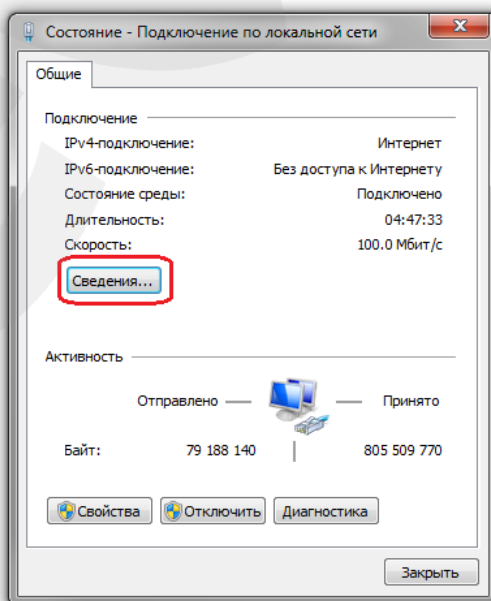 Состояние - Подключение по локальной сети
Общие
Подключение
IPv4-подключение: Интернет
IPv6-подключение: Без доступа к Интернету
Состояние среды: Подключено
Длительность: 04:47:33
Скорость: 100.0 Мбит/с
Сведения...
Активность
Отправлено Принято
Байт: 79 188 140 805 509 770
Свойства Отключить Диагностика
Закрыть